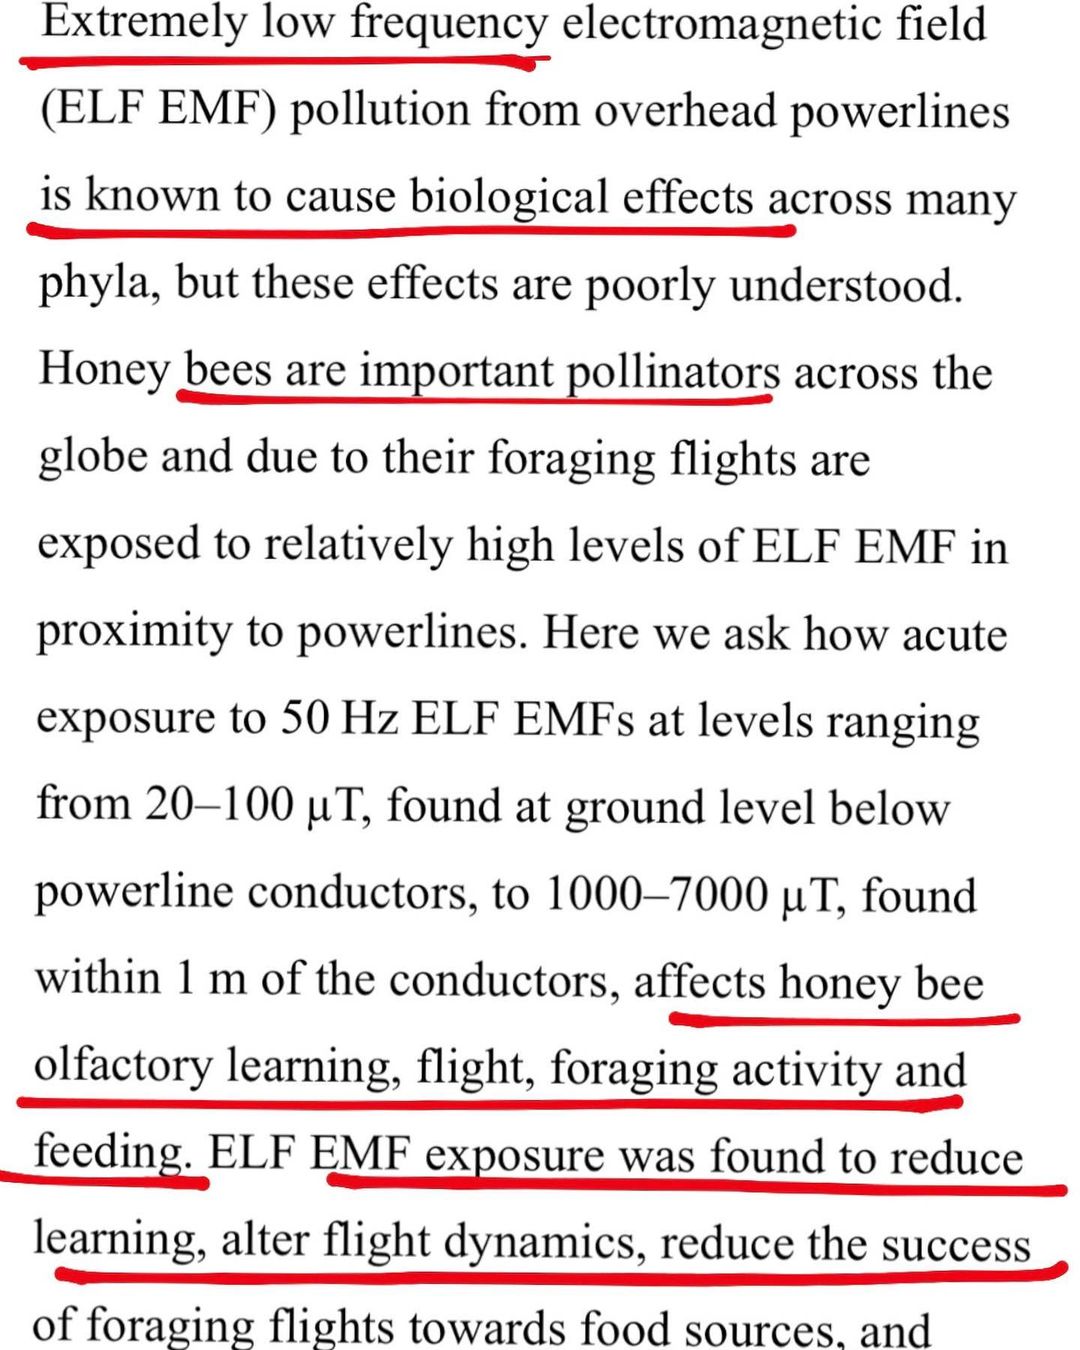 Extremely low frequency electromagnetic field
(ELF EMF) pollution from overhead powerlines
is known to cause biological effects across many
phyla, but these effects are poorly understood.
Honey bees are important pollinators across the
globe and due to their foraging flights are
exposed to relatively high levels of ELF EMF in
proximity to powerlines. Here we ask how acute
exposure to 50 Hz ELF EMFs at levels ranging
from 20–100 µT, found at ground level below
powerline conductors, to 1000–7000 µT, found
within 1 m of the conductors, affects honey bee
olfactory learning, flight, foraging activity and
feeding. ELF EMF exposure was found to reduce
learning, alter flight dynamics, reduce the success
of foraging flights towards food sources, and